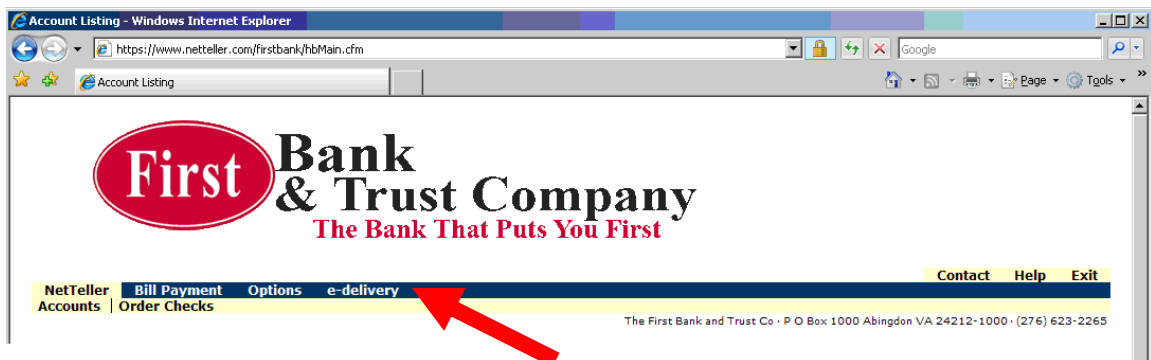 Account Listing - Windows Internet Explorer
https://www.netteller.com/firstbank/hbMain.cfm
Google
Account Listing
Page
Tools
»
First
Bank
& Trust Company
The Bank That Puts You First
Contact Help Exit
NetTeller Bill Payment Options e-delivery
Accounts | Order Checks
The First Bank and Trust Co · P O Box 1000 Abingdon VA 24212-1000 · (276) 623-2265